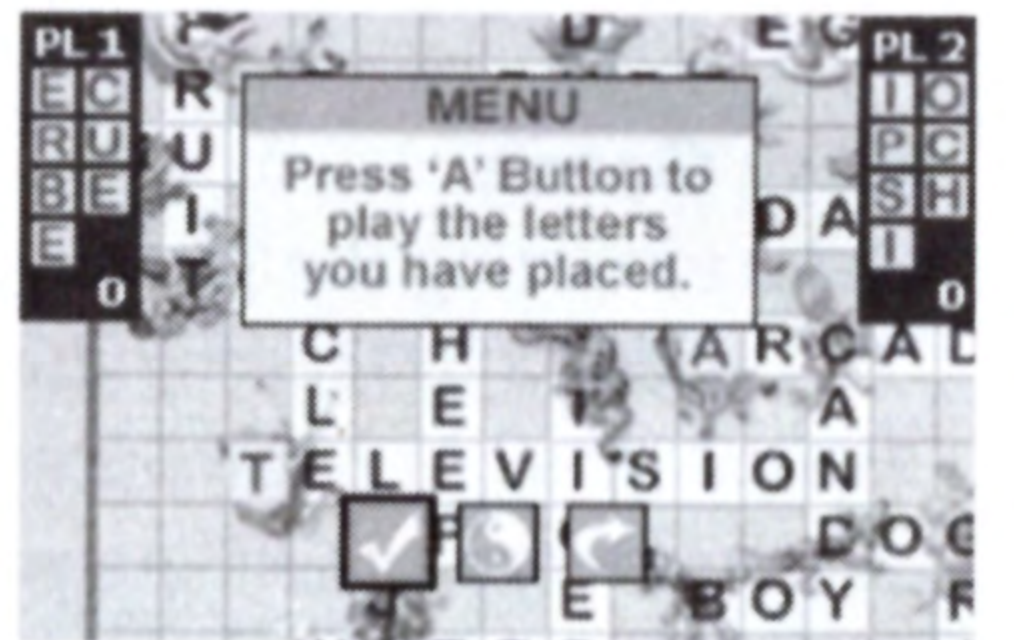 PL 1
E C
R U
B E
E
0
PL 2
I O
P C
S H
I
0
MENU
Press ‘A’ Button to
play the letters
you have placed.
R
U
I
T
E G
D A
C H A R C A D
L E T A
T E L E V I S I O N
D O G
E B O Y R